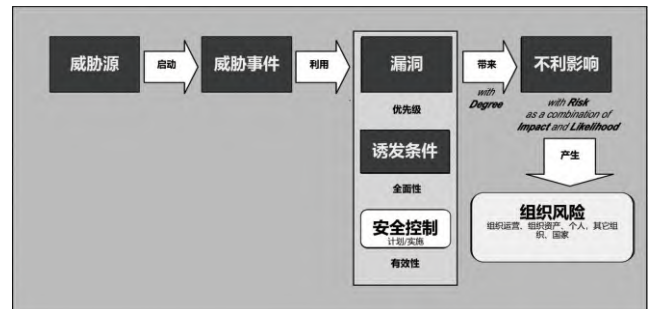 威胁源
启动
威胁事件
利用
漏洞
优先级
诱发条件
全面性
安全控制
计划/实施
有效性
带来
with
Degree
不利影响
with Risk
as a combination of
Impact and Likelihood
产生
组织风险
组织运营、组织资产、个人、其它组
织、国家